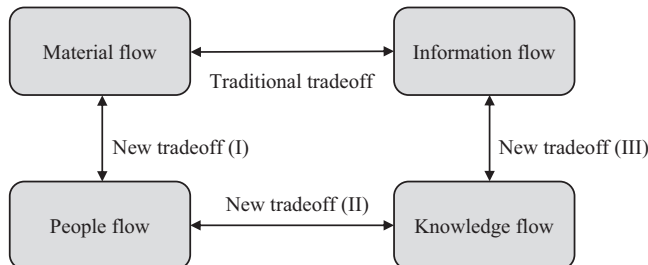 Material flow
Information flow
Traditional tradeoff
New tradeoff (I)
New tradeoff (III)
People flow
New tradeoff (II)
Knowledge flow